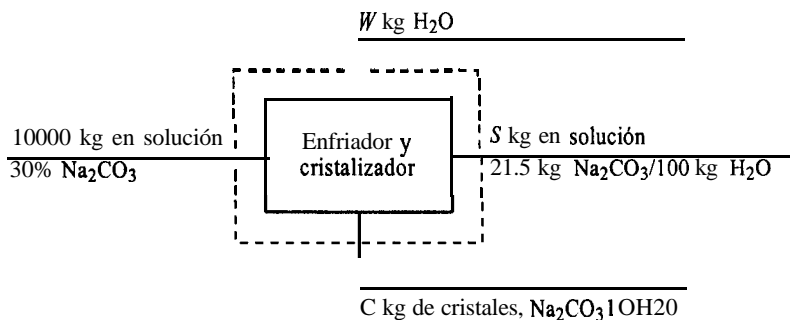 W kg H₂O
10000 kg en solución
30% Na₂CO₃
Enfriador y
cristalizador
S kg en solución
21.5 kg Na₂CO₃/100 kg H₂O
C kg de cristales, Na₂CO₃1OH20